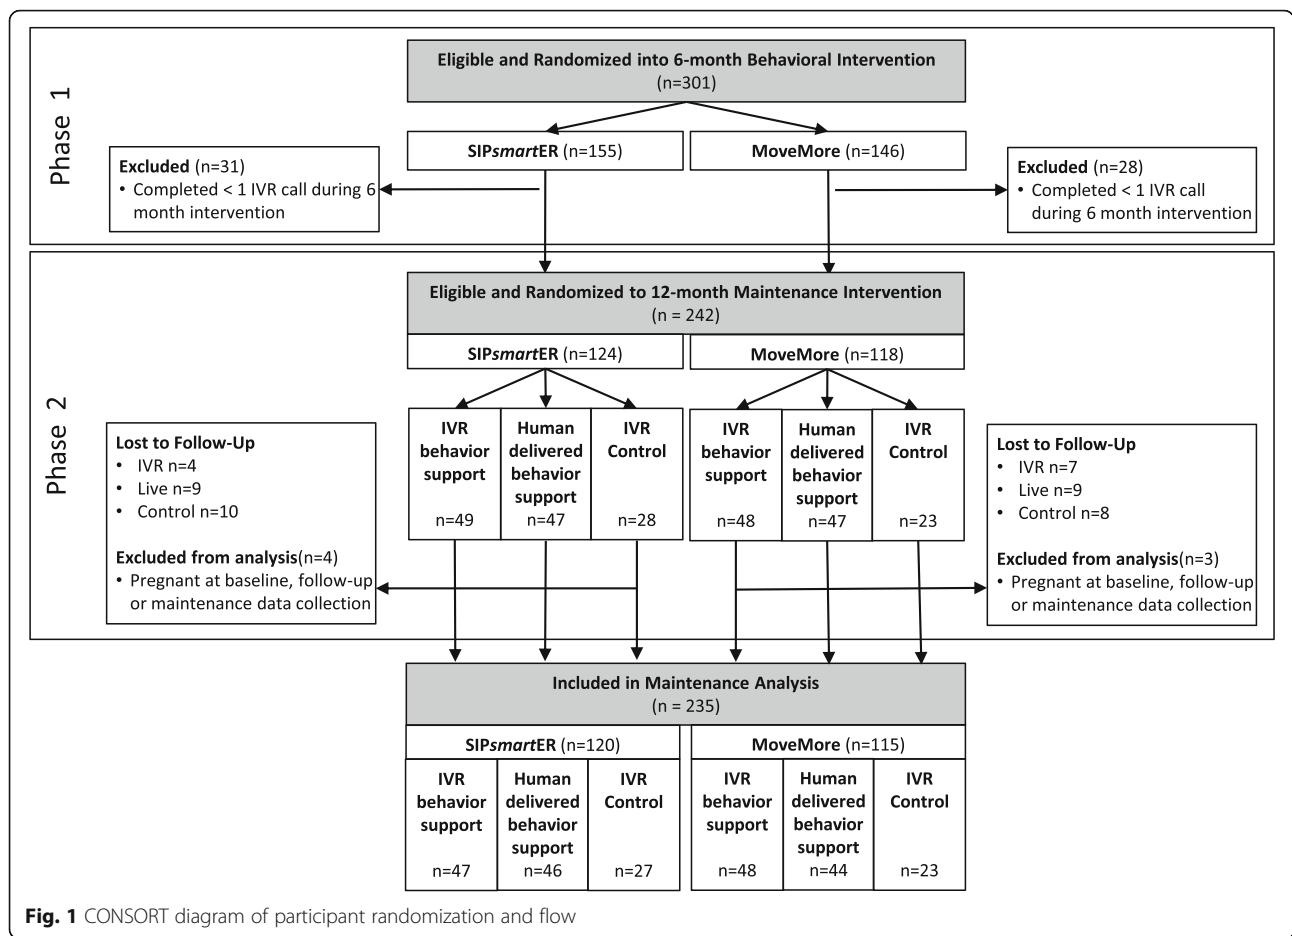 Phase 1
Eligible and Randomized into 6-month Behavioral Intervention
(n=301)
SIPsmartER (n=155)
MoveMore (n=146)
Excluded (n=31)
• Completed < 1 IVR call during 6
month intervention
Excluded (n=28)
• Completed < 1 IVR call
during 6 month intervention
Phase 2
Eligible and Randomized to 12-month Maintenance Intervention
(n = 242)
SIPsmartER (n=124)
MoveMore (n=118)
IVR
behavior
support
n=49
Human
delivered
behavior
support
n=47
IVR
Control
n=28
IVR
behavior
support
n=48
Human
delivered
behavior
support
n=47
IVR
Control
n=23
Lost to Follow-Up
• IVR n=4
• Live n=9
• Control n=10
Excluded from analysis(n=4)
• Pregnant at baseline, follow-up
or maintenance data collection
Lost to Follow-Up
• IVR n=7
• Live n=9
• Control n=8
Excluded from analysis(n=3)
• Pregnant at baseline, follow-up
or maintenance data collection
Included in Maintenance Analysis
(n = 235)
SIPsmartER (n=120)
MoveMore (n=115)
IVR
behavior
support
n=47
Human
delivered
behavior
support
n=46
IVR
Control
n=27
IVR
behavior
support
n=48
Human
delivered
behavior
support
n=44
IVR
Control
n=23
Fig. 1 CONSORT diagram of participant randomization and flow